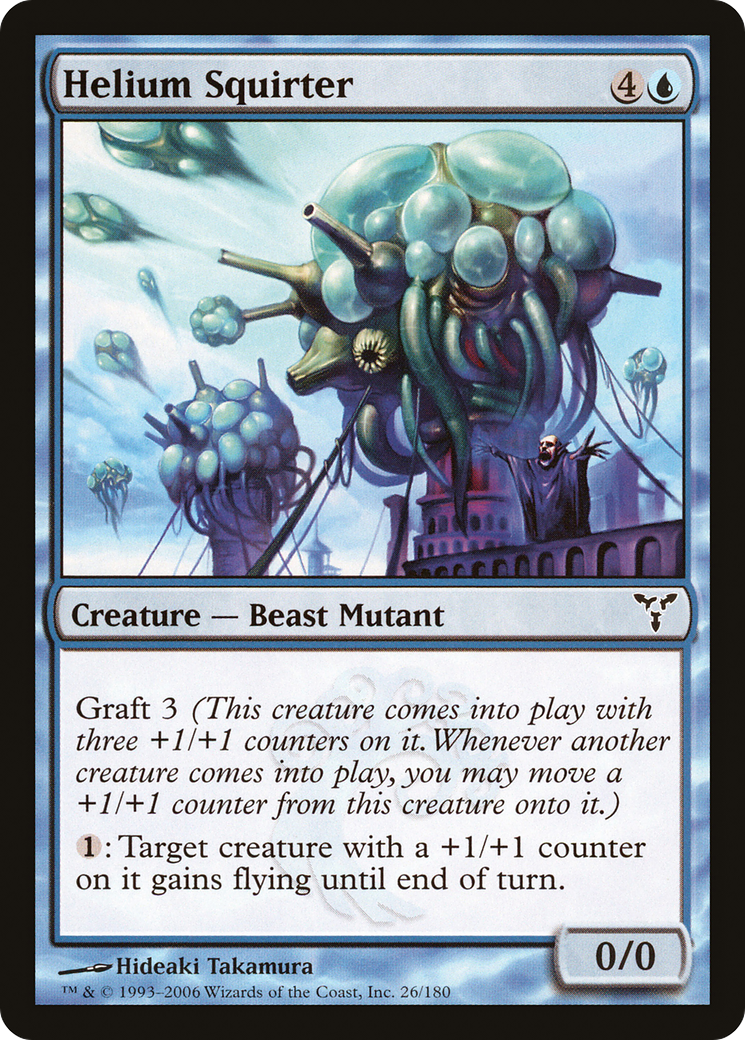 Helium Squirter 4
Creature — Beast Mutant
Graft 3 (This creature comes into play with
three +1/+1 counters on it. Whenever another
creature comes into play, you may move a
+1/+1 counter from this creature onto it.)
1: Target creature with a +1/+1 counter
on it gains flying until end of turn.
0/0
Hideaki Takamura
™ & © 1993–2006 Wizards of the Coast, Inc. 26/180